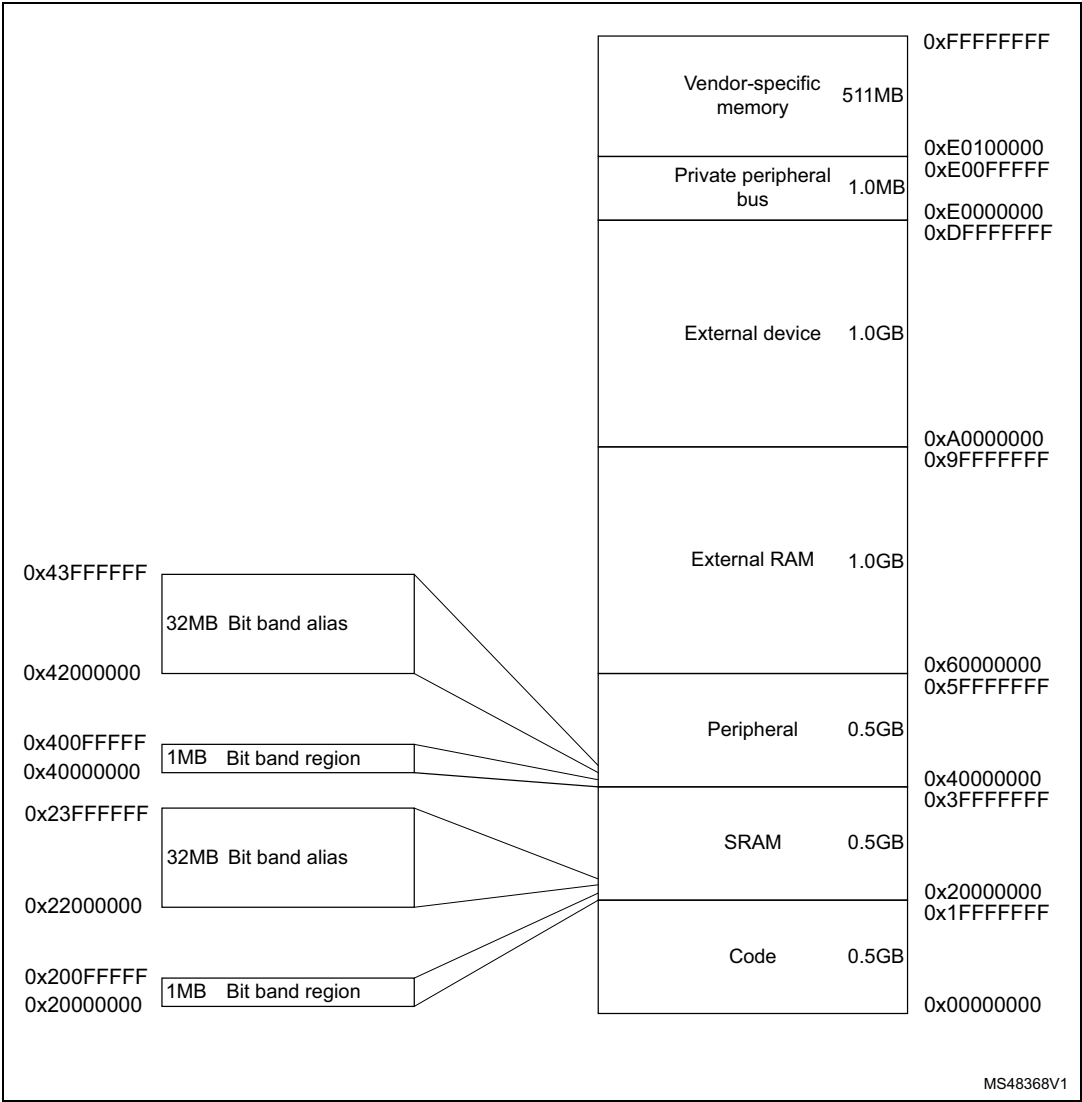 0xFFFFFFFF
Vendor-specific
memory
511MB
0xE0100000
0xE00FFFFF
Private peripheral
bus
1.0MB
0xE0000000
0xDFFFFFFF
External device
1.0GB
0xA0000000
0x9FFFFFFF
External RAM
1.0GB
0x60000000
0x5FFFFFFF
Peripheral
0.5GB
0x40000000
0x3FFFFFFF
SRAM
0.5GB
0x20000000
0x1FFFFFFF
Code
0.5GB
0x00000000
0x43FFFFFF
32MB Bit band alias
0x42000000
0x400FFFFF
1MB Bit band region
0x40000000
0x23FFFFFF
32MB Bit band alias
0x22000000
0x200FFFFF
1MB Bit band region
0x20000000
MS48368V1